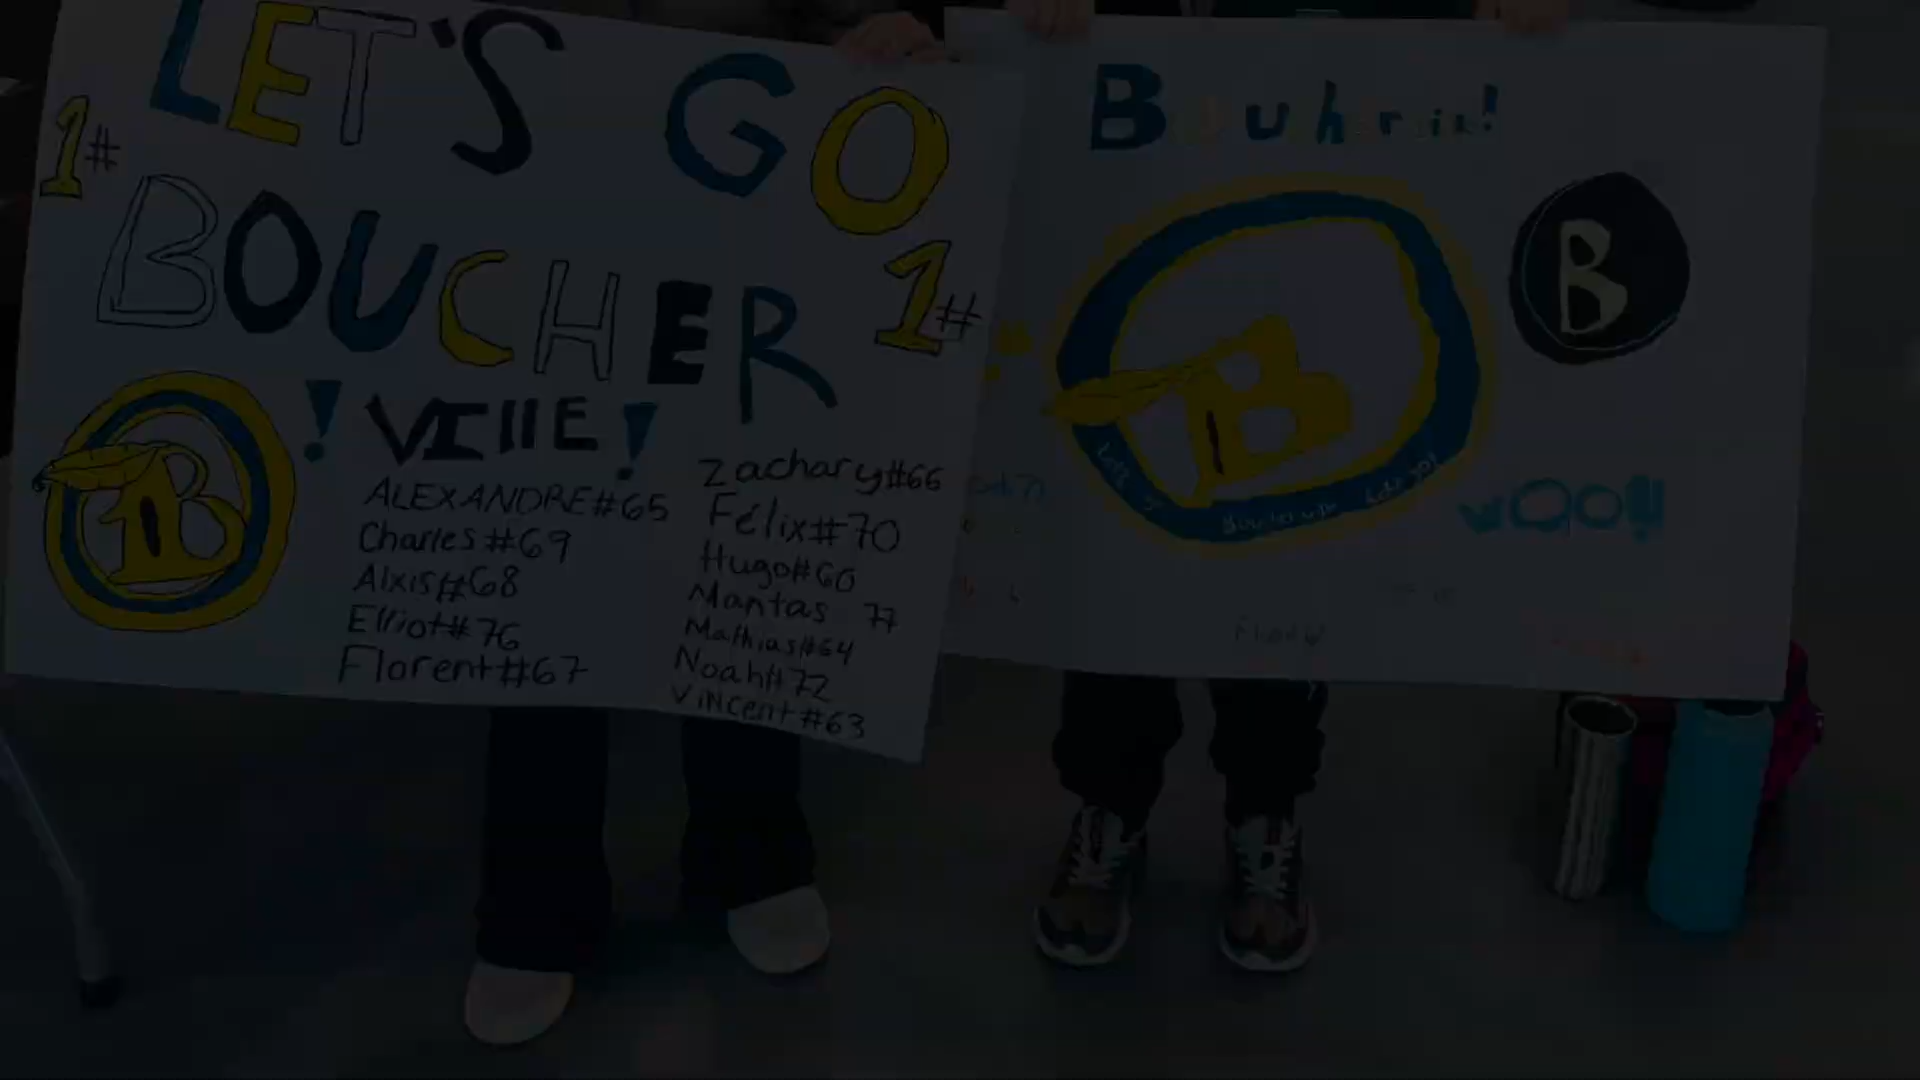 LET'S GO
1#
BOUCHER
1#
! VIllE !
B
ALEXANDRE#65
Charles #69
Alxis#68
Elliot#76
Florent#67
Zachary#66
Félix#70
Hugo#60
Mantas 77
Mathias#64
Noah#72
Vincent #63
B
B
WOO!!